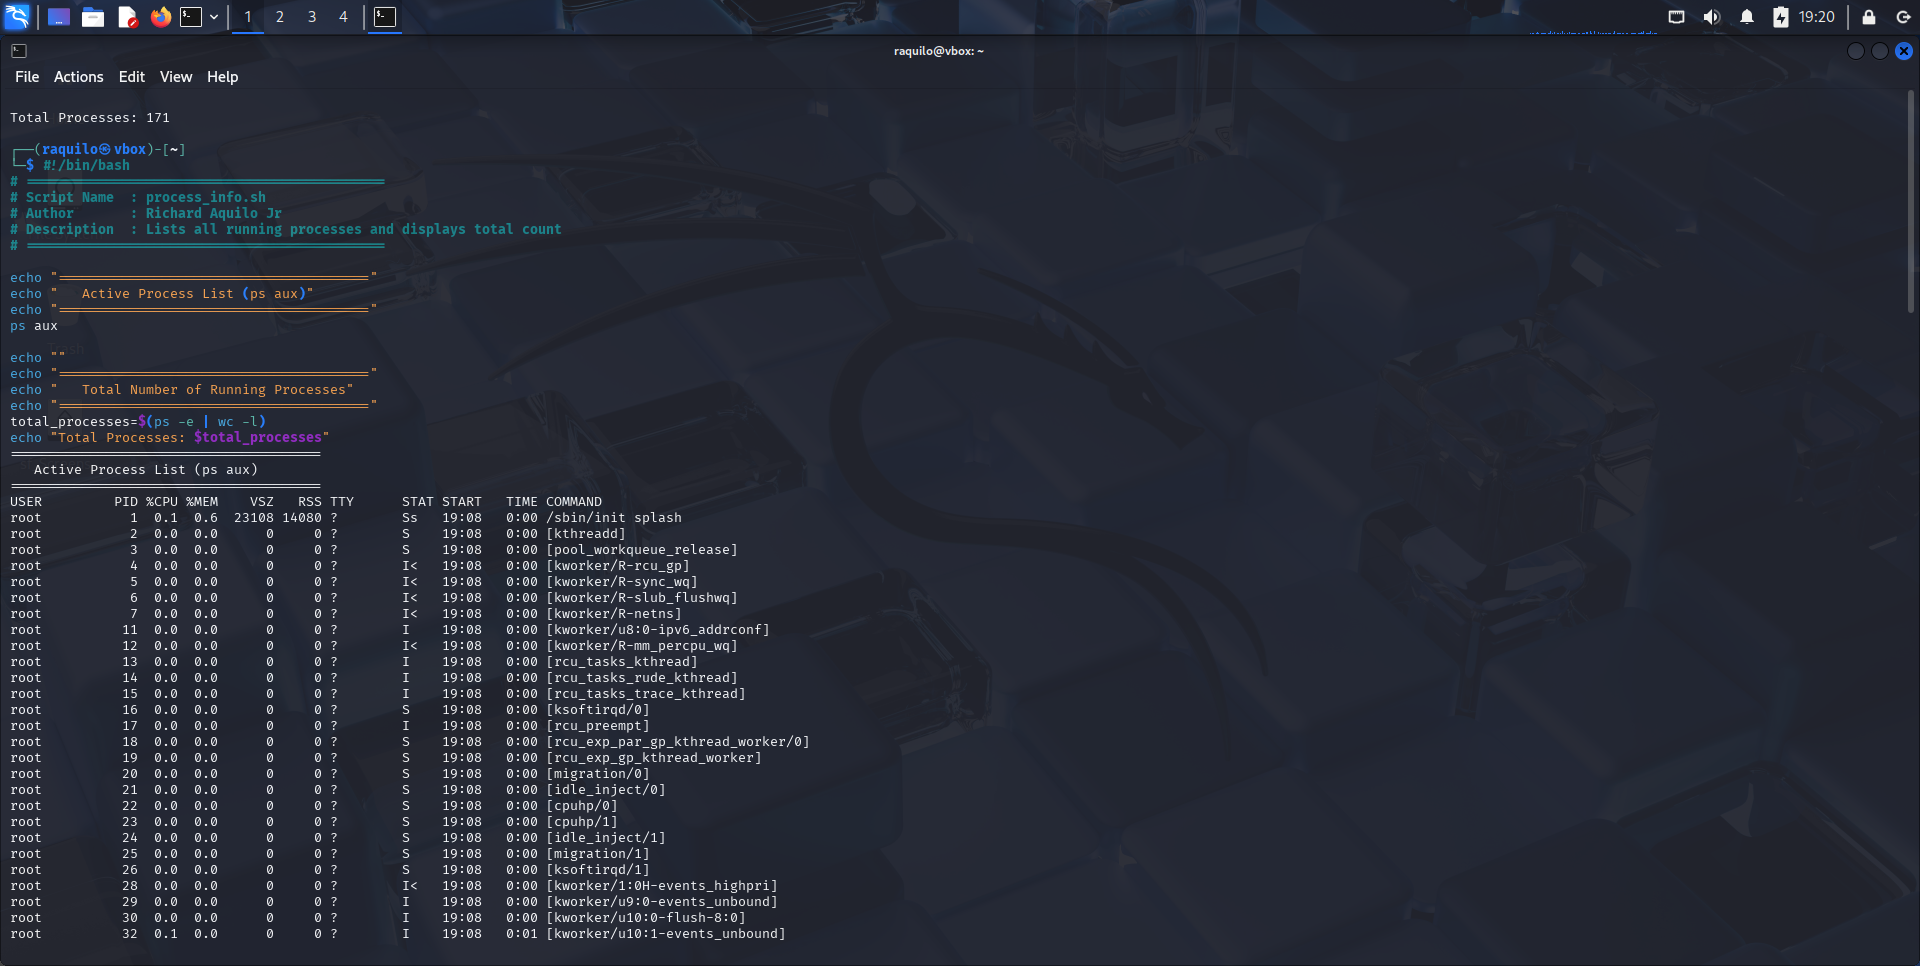 1 2 3 4 19:20
raquilo@vbox: ~
File Actions Edit View Help
Total Processes: 171
┌──(raquilo㉿vbox)-[~]
└─$ #!/bin/bash
# =============================================
# Script Name  : process_info.sh
# Author       : Richard Aquilo Jr
# Description  : Lists all running processes and displays total count
# =============================================
echo "======================================="
echo "   Active Process List (ps aux)"
echo "======================================="
ps aux
echo ""
echo "======================================="
echo "   Total Number of Running Processes"
echo "======================================="
total_processes=$(ps -e | wc -l)
echo "Total Processes: $total_processes"
=======================================
   Active Process List (ps aux)
=======================================
USER         PID %CPU %MEM    VSZ   RSS TTY      STAT START   TIME COMMAND
root           1  0.1  0.6  23108 14080 ?        Ss   19:08   0:00 /sbin/init splash
root           2  0.0  0.0      0     0 ?        S    19:08   0:00 [kthreadd]
root           3  0.0  0.0      0     0 ?        S    19:08   0:00 [pool_workqueue_release]
root           4  0.0  0.0      0     0 ?        I<   19:08   0:00 [kworker/R-rcu_gp]
root           5  0.0  0.0      0     0 ?        I<   19:08   0:00 [kworker/R-sync_wq]
root           6  0.0  0.0      0     0 ?        I<   19:08   0:00 [kworker/R-slub_flushwq]
root           7  0.0  0.0      0     0 ?        I<   19:08   0:00 [kworker/R-netns]
root          11  0.0  0.0      0     0 ?        I    19:08   0:00 [kworker/u8:0-ipv6_addrconf]
root          12  0.0  0.0      0     0 ?        I<   19:08   0:00 [kworker/R-mm_percpu_wq]
root          13  0.0  0.0      0     0 ?        I    19:08   0:00 [rcu_tasks_kthread]
root          14  0.0  0.0      0     0 ?        I    19:08   0:00 [rcu_tasks_rude_kthread]
root          15  0.0  0.0      0     0 ?        I    19:08   0:00 [rcu_tasks_trace_kthread]
root          16  0.0  0.0      0     0 ?        S    19:08   0:00 [ksoftirqd/0]
root          17  0.0  0.0      0     0 ?        I    19:08   0:00 [rcu_preempt]
root          18  0.0  0.0      0     0 ?        S    19:08   0:00 [rcu_exp_par_gp_kthread_worker/0]
root          19  0.0  0.0      0     0 ?        S    19:08   0:00 [rcu_exp_gp_kthread_worker]
root          20  0.0  0.0      0     0 ?        S    19:08   0:00 [migration/0]
root          21  0.0  0.0      0     0 ?        S    19:08   0:00 [idle_inject/0]
root          22  0.0  0.0      0     0 ?        S    19:08   0:00 [cpuhp/0]
root          23  0.0  0.0      0     0 ?        S    19:08   0:00 [cpuhp/1]
root          24  0.0  0.0      0     0 ?        S    19:08   0:00 [idle_inject/1]
root          25  0.0  0.0      0     0 ?        S    19:08   0:00 [migration/1]
root          26  0.0  0.0      0     0 ?        S    19:08   0:00 [ksoftirqd/1]
root          28  0.0  0.0      0     0 ?        I<   19:08   0:00 [kworker/1:0H-events_highpri]
root          29  0.0  0.0      0     0 ?        I    19:08   0:00 [kworker/u9:0-events_unbound]
root          30  0.0  0.0      0     0 ?        I    19:08   0:00 [kworker/u10:0-flush-8:0]
root          32  0.1  0.0      0     0 ?        I    19:08   0:01 [kworker/u10:1-events_unbound]